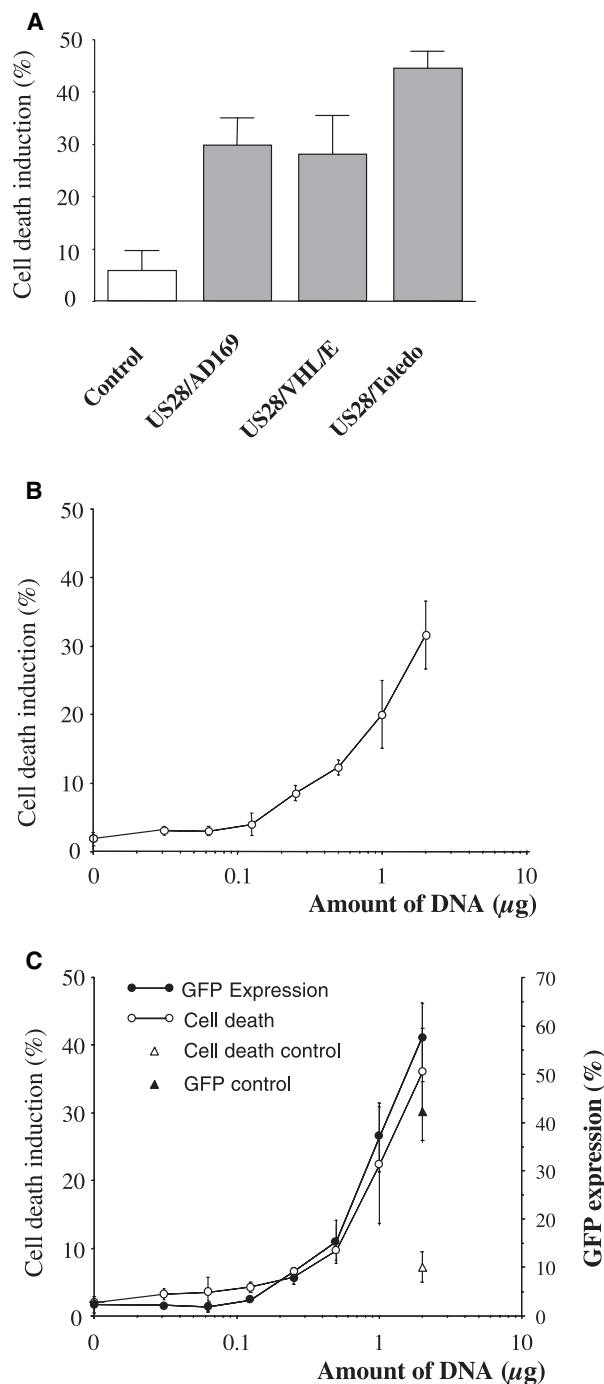 A
Cell death induction (%)
50
40
30
20
10
0
Control
US28/AD169
US28/VHL/E
US28/Toledo
B
Cell death induction (%)
50
40
30
20
10
0
0 0.1 1 10
Amount of DNA (µg)
C
Cell death induction (%)
50
40
30
20
10
0
GFP Expression
Cell death
Cell death control
GFP control
70
60
50
40
30
20
10
0
GFP expression (%)
0 0.1 1 10
Amount of DNA (µg)